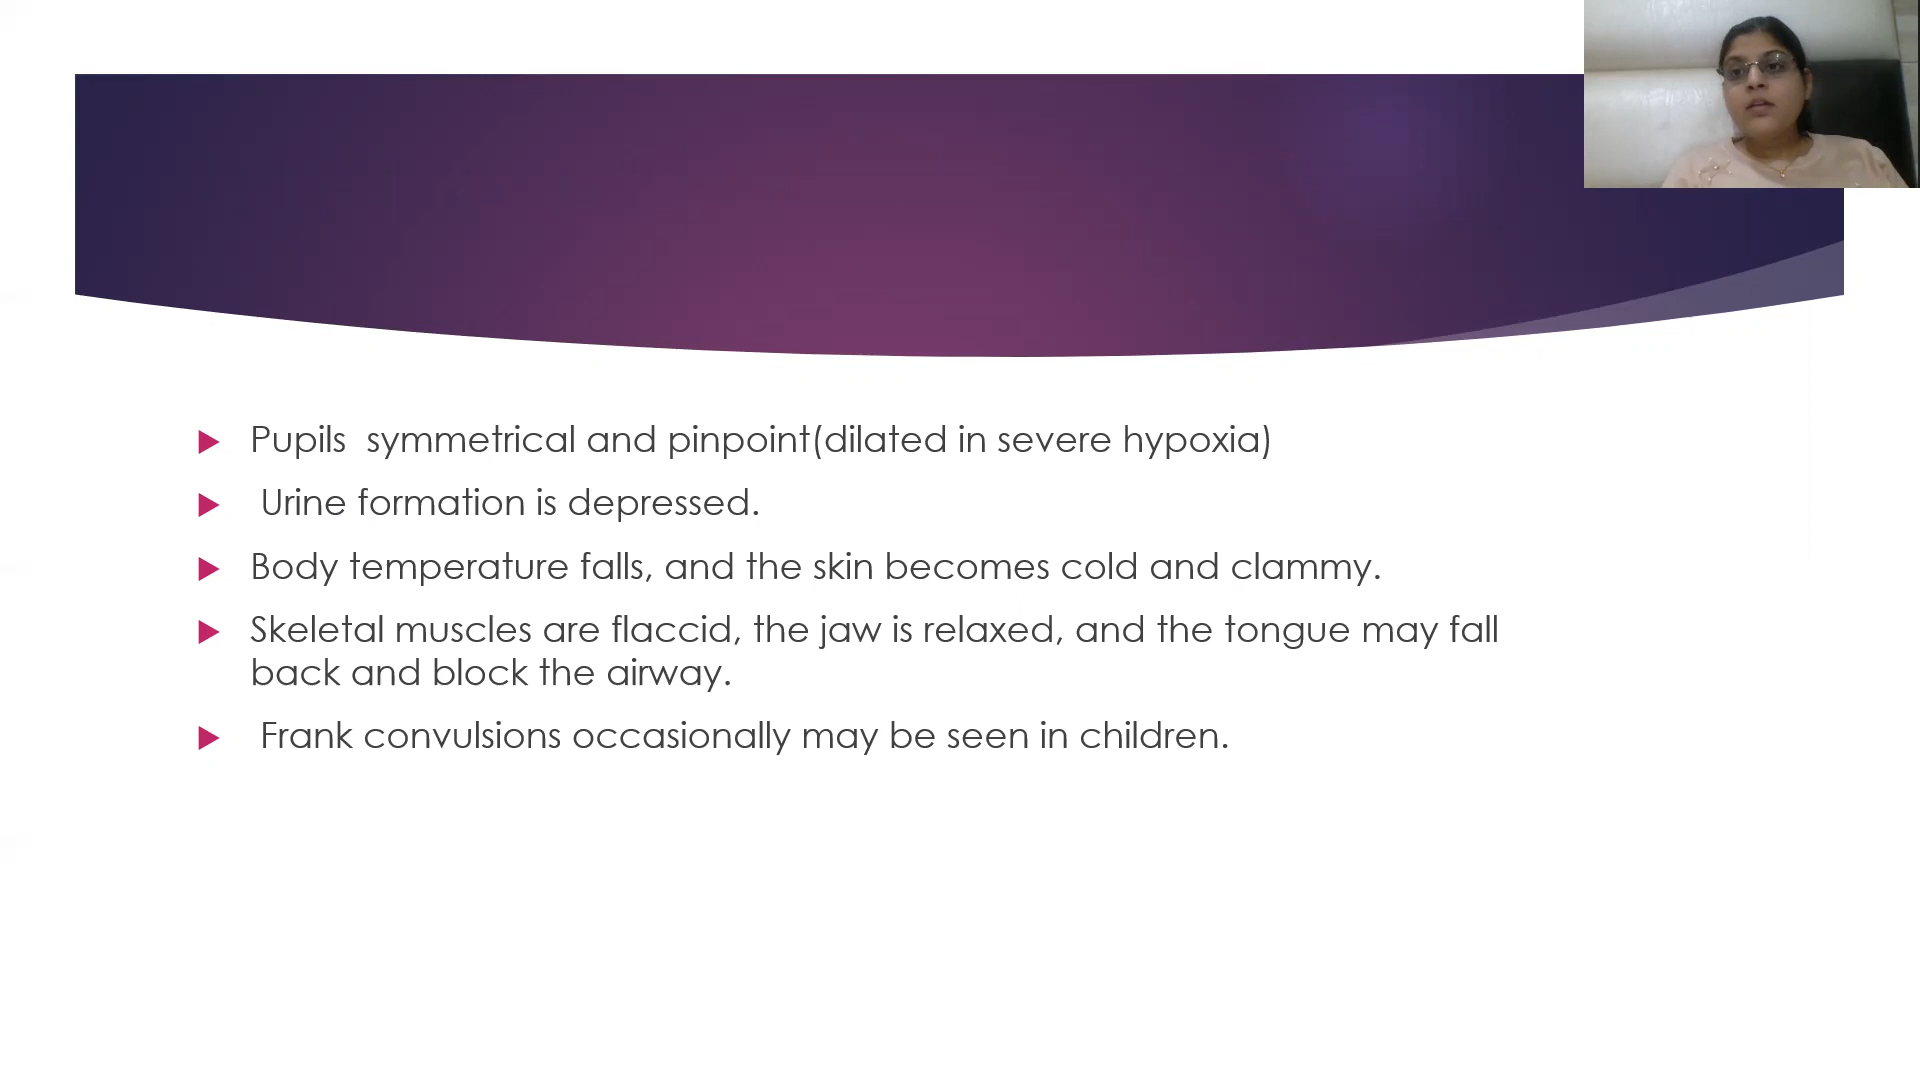 Pupils  symmetrical and pinpoint(dilated in severe hypoxia)
Urine formation is depressed.
Body temperature falls, and the skin becomes cold and clammy.
Skeletal muscles are flaccid, the jaw is relaxed, and the tongue may fall
back and block the airway.
Frank convulsions occasionally may be seen in children.